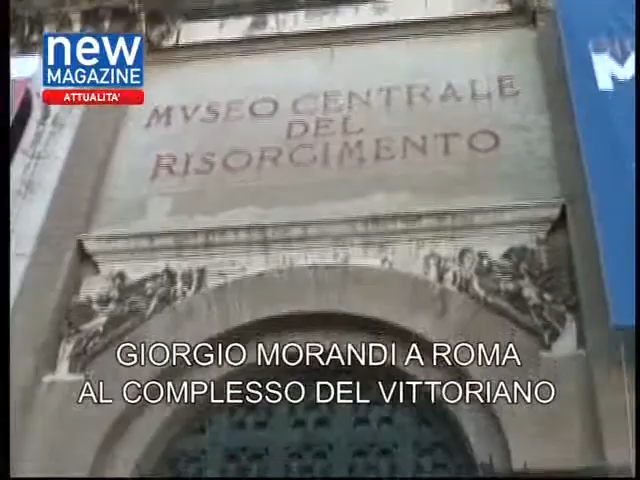 new
MAGAZINE
ATTUALITA'
MVSEO CENTRALE
DEL
RISORGIMENTO
GIORGIO MORANDI A ROMA
AL COMPLESSO DEL VITTORIANO